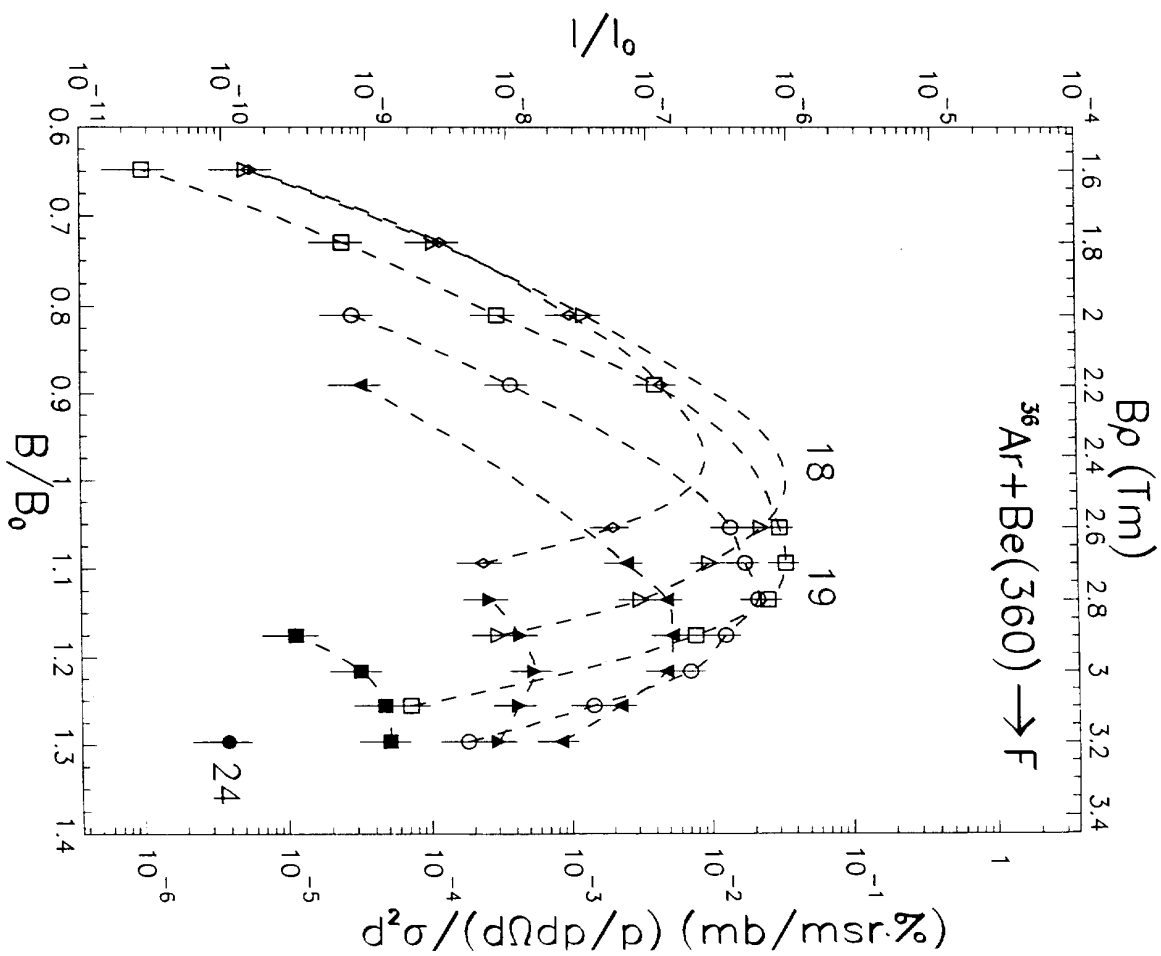 Bρ (Tm)
1.6 1.8 2 2.2 2.4 2.6 2.8 3 3.2 3.4
³⁶Ar+Be(360) → F
18
19
24
I/I₀
10⁻⁴
10⁻⁵
10⁻⁶
10⁻⁷
10⁻⁸
10⁻⁹
10⁻¹⁰
10⁻¹¹
1
10⁻¹
10⁻²
10⁻³
10⁻⁴
10⁻⁵
10⁻⁶
d²σ/(dΩdp/p) (mb/msr·%)
0.6 0.7 0.8 0.9 1 1.1 1.2 1.3 1.4
B/B₀